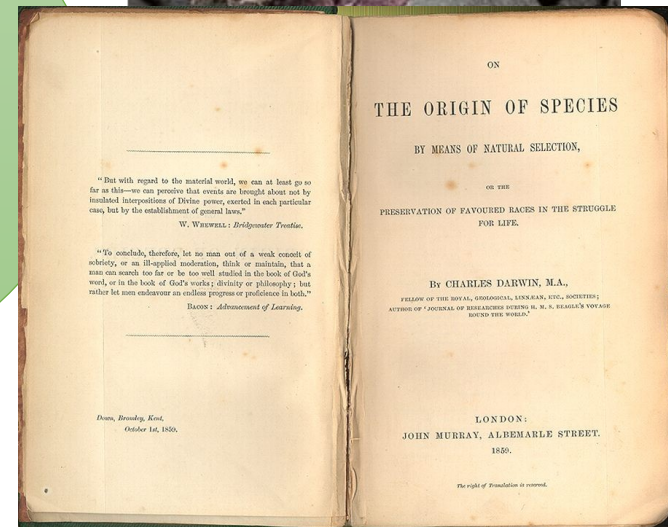 "But with regard to the material world, we can at least go so
far as this—we can perceive that events are brought about not by
insulated interpositions of Divine power, exerted in each particular
case, but by the establishment of general laws."
W. WHEWELL: Bridgewater Treatise.
"To conclude, therefore, let no man out of a weak conceit of
sobriety, or an ill-applied moderation, think or maintain, that a
man can search too far or be too well studied in the book of God's
word, or in the book of God's works; divinity or philosophy; but
rather let men endeavour an endless progress or proficience in both."
BACON: Advancement of Learning.
Down, Bromley, Kent,
October 1st, 1859.
ON
THE ORIGIN OF SPECIES
BY MEANS OF NATURAL SELECTION,
OR THE
PRESERVATION OF FAVOURED RACES IN THE STRUGGLE
FOR LIFE.
BY CHARLES DARWIN, M.A.,
FELLOW OF THE ROYAL, GEOLOGICAL, LINNÆAN, ETC., SOCIETIES;
AUTHOR OF 'JOURNAL OF RESEARCHES DURING H. M. S. BEAGLE'S VOYAGE
ROUND THE WORLD.'
LONDON:
JOHN MURRAY, ALBEMARLE STREET.
1859.
The right of Translation is reserved.